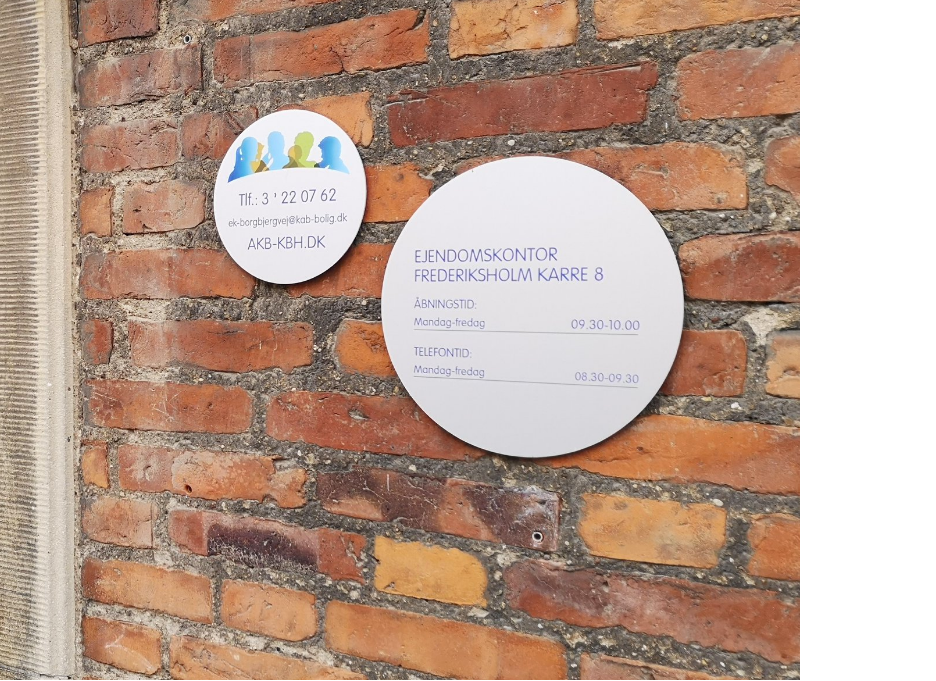 Tlf.: 3 ' 22 07 62
ek-borgbjergvej@kab-bolig.dk
AKB-KBH.DK
EJENDOMSKONTOR
FREDERIKSHOLM KARRE 8
ÅBNINGSTID:
Mandag-fredag 09.30-10.00
TELEFONTID:
Mandag-fredag 08.30-09.30